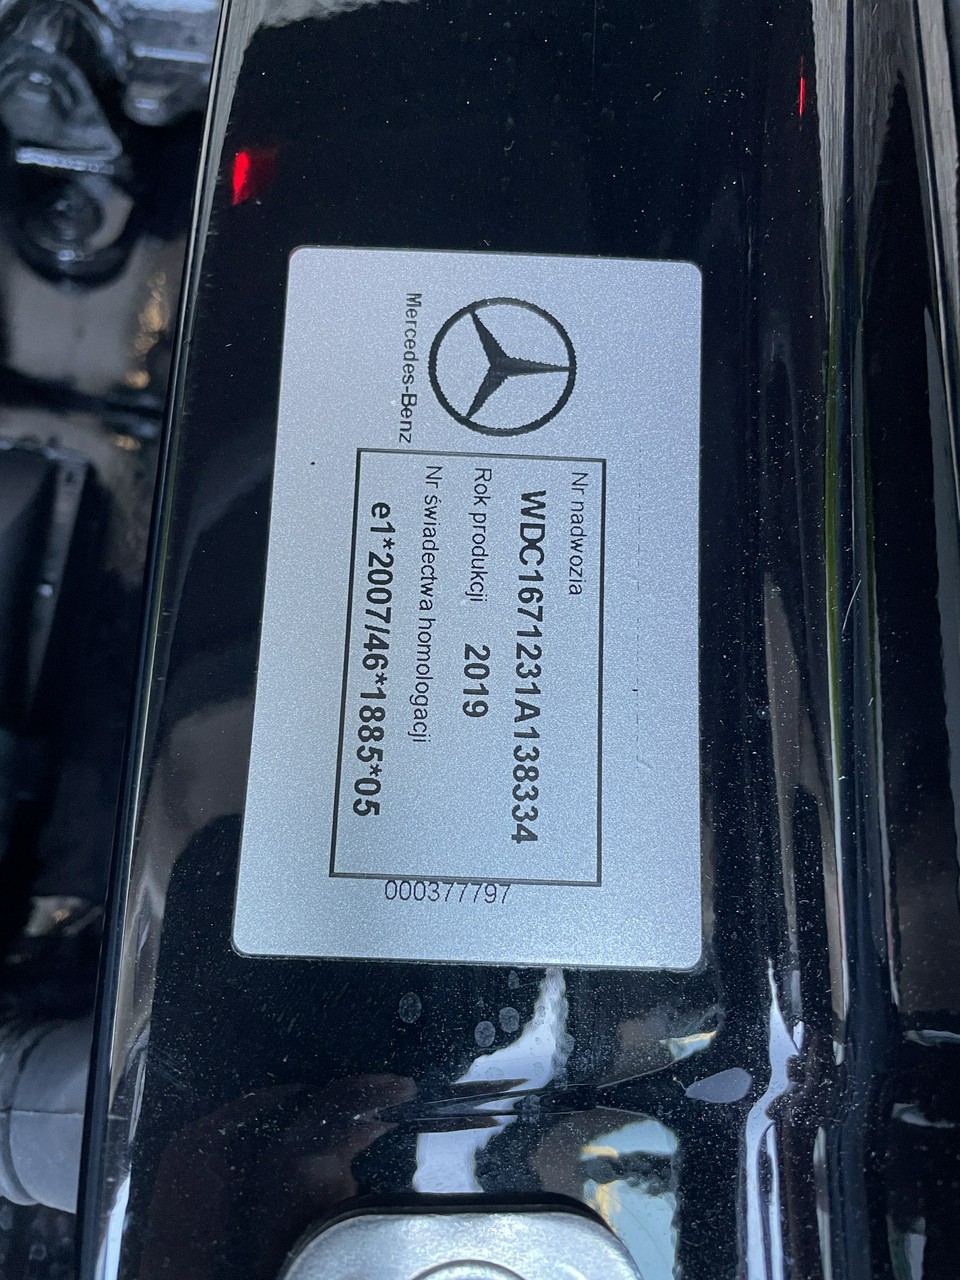 Mercedes-Benz
Nr nadwozia
WDC1671231A138334
Rok produkcji 2019
Nr świadectwa homologacji
e1*2007/46*1885*05
000377797